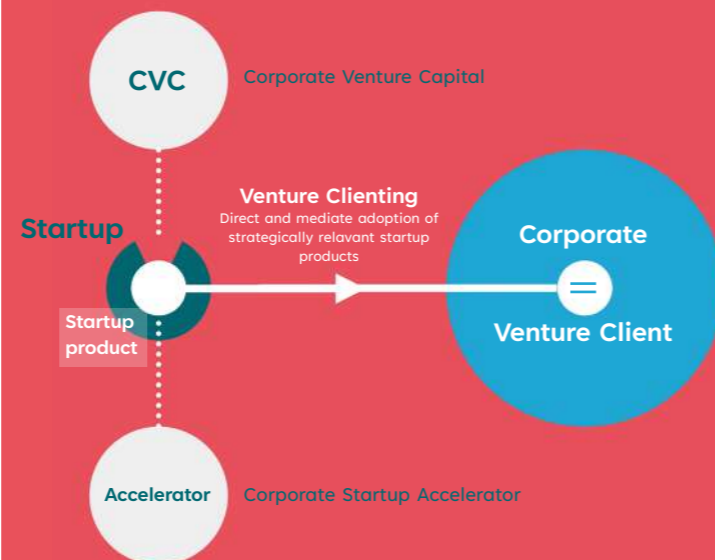 CVC
Corporate Venture Capital
Venture Clienting
Direct and mediate adoption of
strategically relavant startup
products
Startup
Corporate
=
Venture Client
Startup
product
Accelerator
Corporate Startup Accelerator